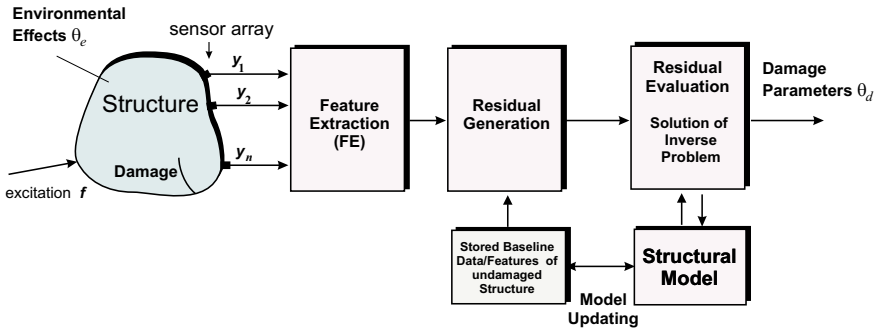 Environmental
Effects θe
sensor array
y1
y2
yn
Structure
Damage
excitation f
Feature
Extraction
(FE)
Residual
Generation
Residual
Evaluation
Solution of
Inverse
Problem
Damage
Parameters θd
Stored Baseline
Data/Features of
undamaged
Structure
Model
Updating
Structural
Model